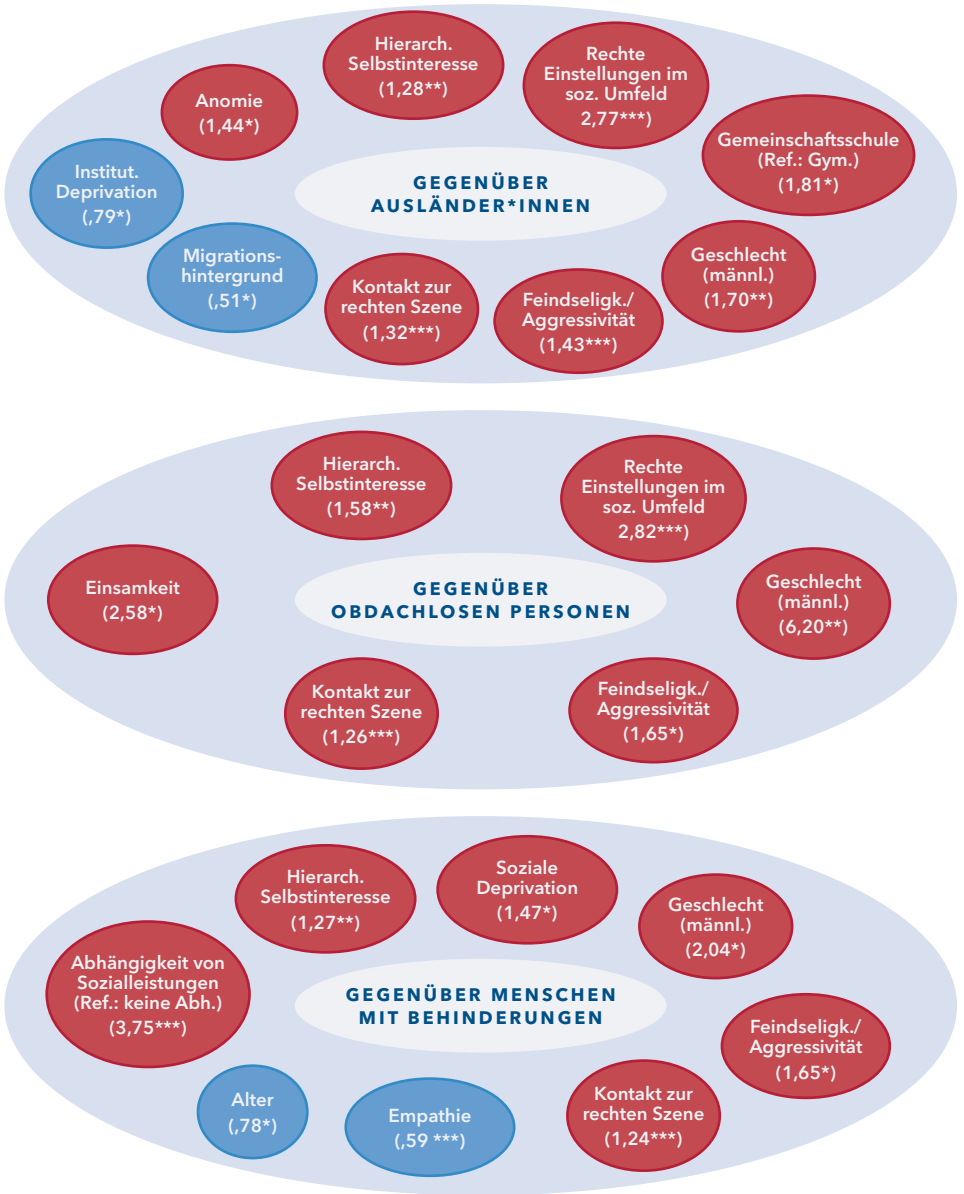 Hierarch.
Selbstinteresse
(1,28**)
Rechte
Einstellungen im
soz. Umfeld
2,77***)
Anomie
(1,44*)
Gemeinschaftsschule
(Ref.: Gym.)
(1,81*)
Institut.
Deprivation
(,79*)
GEGENÜBER
AUSLÄNDER*INNEN
Migrations-
hintergrund
(,51*)
Kontakt zur
rechten Szene
(1,32***)
Feindseligk./
Aggressivität
(1,43***)
Geschlecht
(männl.)
(1,70**)
Hierarch.
Selbstinteresse
(1,58**)
Rechte
Einstellungen im
soz. Umfeld
2,82***)
Einsamkeit
(2,58*)
GEGENÜBER
OBDACHLOSEN PERSONEN
Geschlecht
(männl.)
(6,20**)
Kontakt zur
rechten Szene
(1,26***)
Feindseligk./
Aggressivität
(1,65*)
Hierarch.
Selbstinteresse
(1,27**)
Soziale
Deprivation
(1,47*)
Geschlecht
(männl.)
(2,04*)
Abhängigkeit von
Sozialleistungen
(Ref.: keine Abh.)
(3,75***)
GEGENÜBER MENSCHEN
MIT BEHINDERUNGEN
Feindseligk./
Aggressivität
(1,65*)
Alter
(,78*)
Empathie
(,59 ***)
Kontakt zur
rechten Szene
(1,24***)